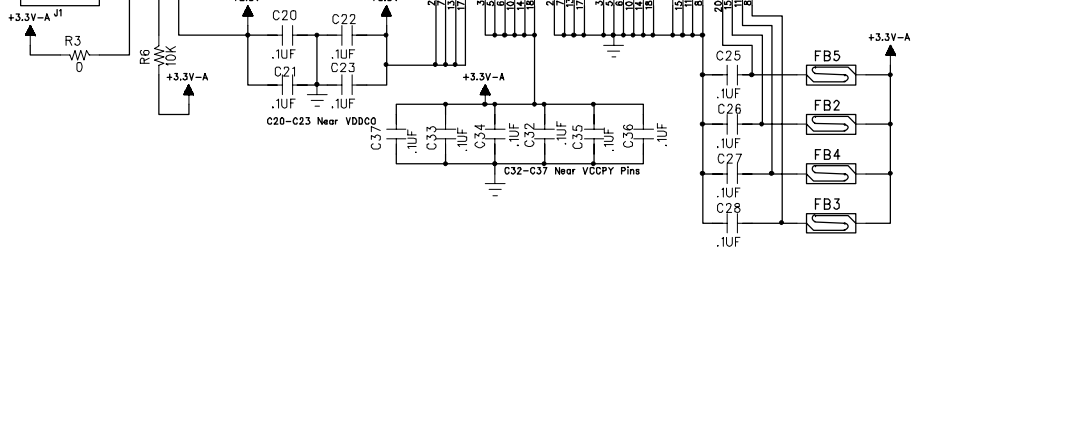 J1
+3.3V-A
R3
0
R6
10K
+3.3V-A
C20
.1UF
C22
.1UF
C21
.1UF
C23
.1UF
C20-C23 Near VDDCO
+3.3V-A
C37
.1UF
C33
.1UF
C34
.1UF
C32
.1UF
C35
.1UF
C36
.1UF
C32-C37 Near VCCPY Pins
C25
.1UF
C26
.1UF
C27
.1UF
C28
.1UF
+3.3V-A
FB5
FB2
FB4
FB3